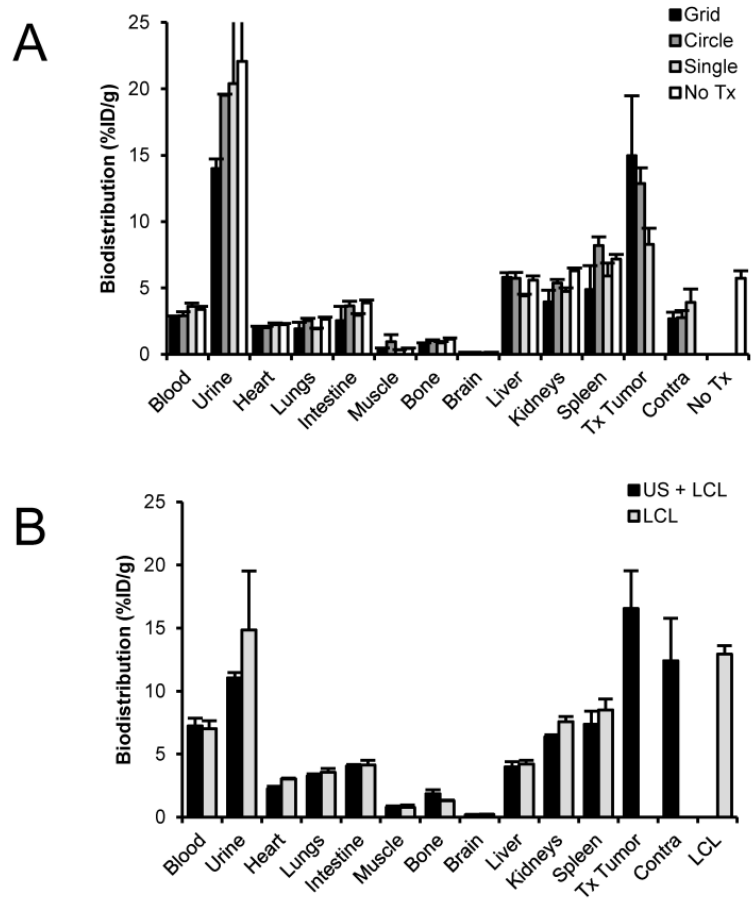 A
Grid
Circle
Single
No Tx
Biodistribution (%ID/g)
25
20
15
10
5
0
Blood
Urine
Heart
Lungs
Intestine
Muscle
Bone
Brain
Liver
Kidneys
Spleen
Tx Tumor
Contra
No Tx
B
US + LCL
LCL
Biodistribution (%ID/g)
25
20
15
10
5
0
Blood
Urine
Heart
Lungs
Intestine
Muscle
Bone
Brain
Liver
Kidneys
Spleen
Tx Tumor
Contra
LCL